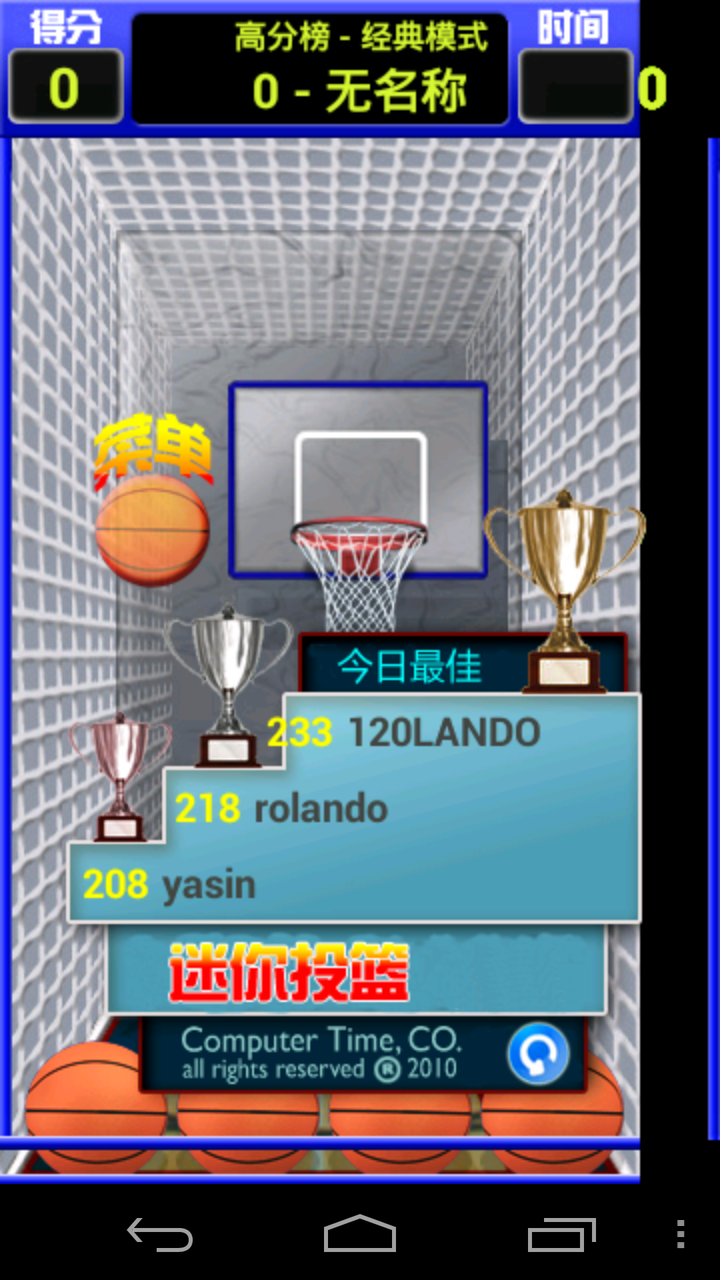 得分
高分榜 - 经典模式
时间
0
0 - 无名称
0
菜单
今日最佳
233 120LANDO
218 rolando
208 yasin
迷你投篮
Computer Time, CO.
all rights reserved ® 2010